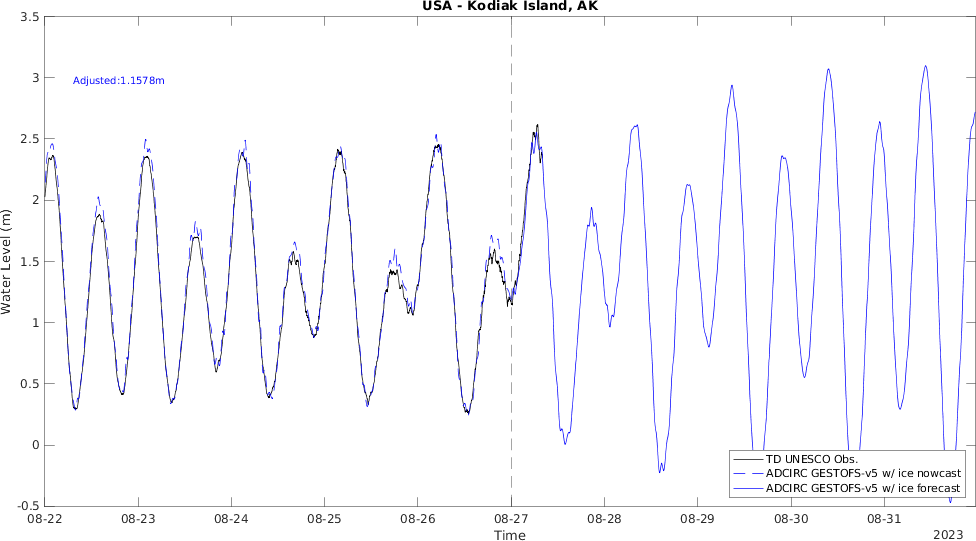 USA - Kodiak Island, AK
3.5
3
2.5
2
1.5
1
0.5
0
-0.5
Water Level (m)
Adjusted:1.1578m
TD UNESCO Obs.
ADCIRC GESTOFS-v5 w/ ice nowcast
ADCIRC GESTOFS-v5 w/ ice forecast
08-22 08-23 08-24 08-25 08-26 08-27 08-28 08-29 08-30 08-31
Time
2023